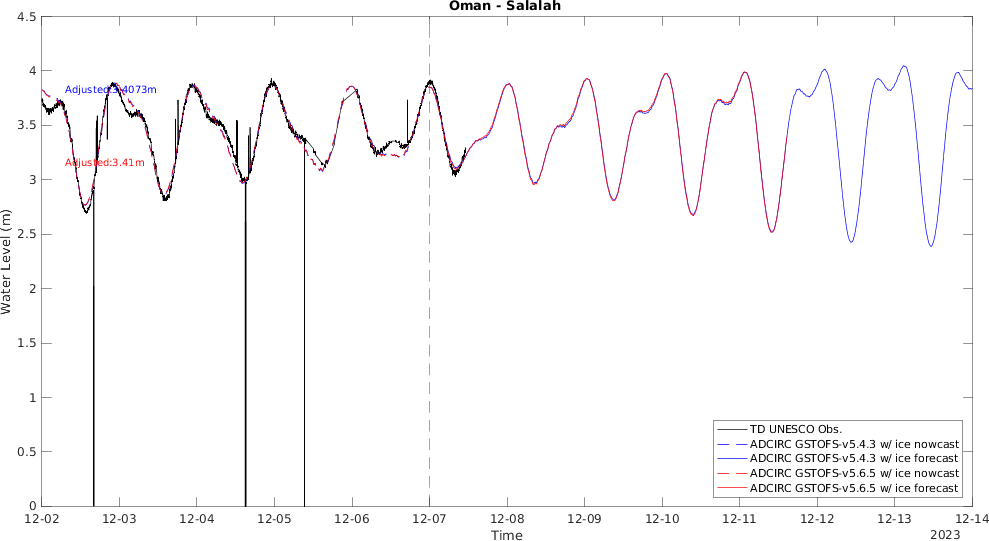 Oman - Salalah
4.5
4
3.5
3
2.5
2
1.5
1
0.5
0
Water Level (m)
Adjusted:3.4073m
Adjusted:3.41m
TD UNESCO Obs.
ADCIRC GSTOFS-v5.4.3 w/ ice nowcast
ADCIRC GSTOFS-v5.4.3 w/ ice forecast
ADCIRC GSTOFS-v5.6.5 w/ ice nowcast
ADCIRC GSTOFS-v5.6.5 w/ ice forecast
12-02 12-03 12-04 12-05 12-06 12-07 12-08 12-09 12-10 12-11 12-12 12-13 12-14
Time
2023